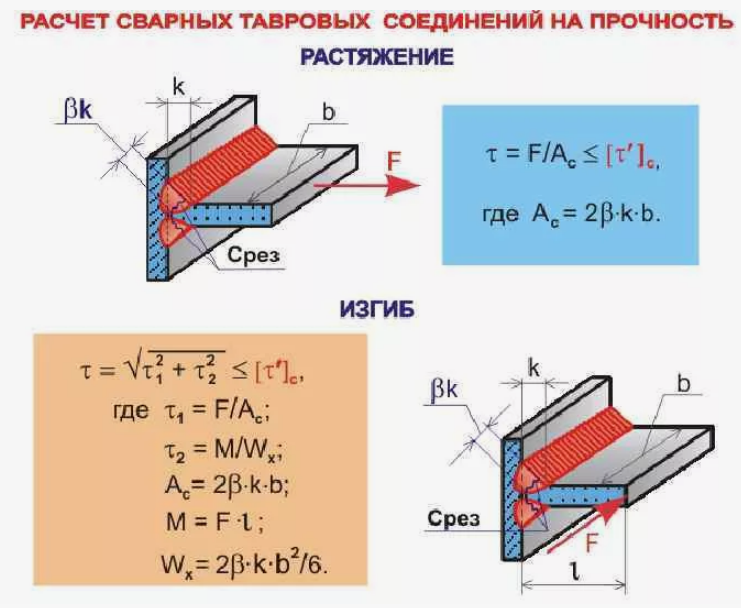 РАСЧЕТ СВАРНЫХ ТАВРОВЫХ СОЕДИНЕНИЙ НА ПРОЧНОСТЬ
РАСТЯЖЕНИЕ
k
βk
b
F
Срез
τ = F/Aс ≤ [τ′]с,
где Aс = 2β·k·b.
ИЗГИБ
τ = √τ₁² + τ₂² ≤ [τ′]с,
где τ₁ = F/Aс;
τ₂ = M/Wₓ;
Aс = 2β·k·b;
M = F·l;
Wₓ = 2β·k·b²/6.
k
βk
b
Срез
F
l